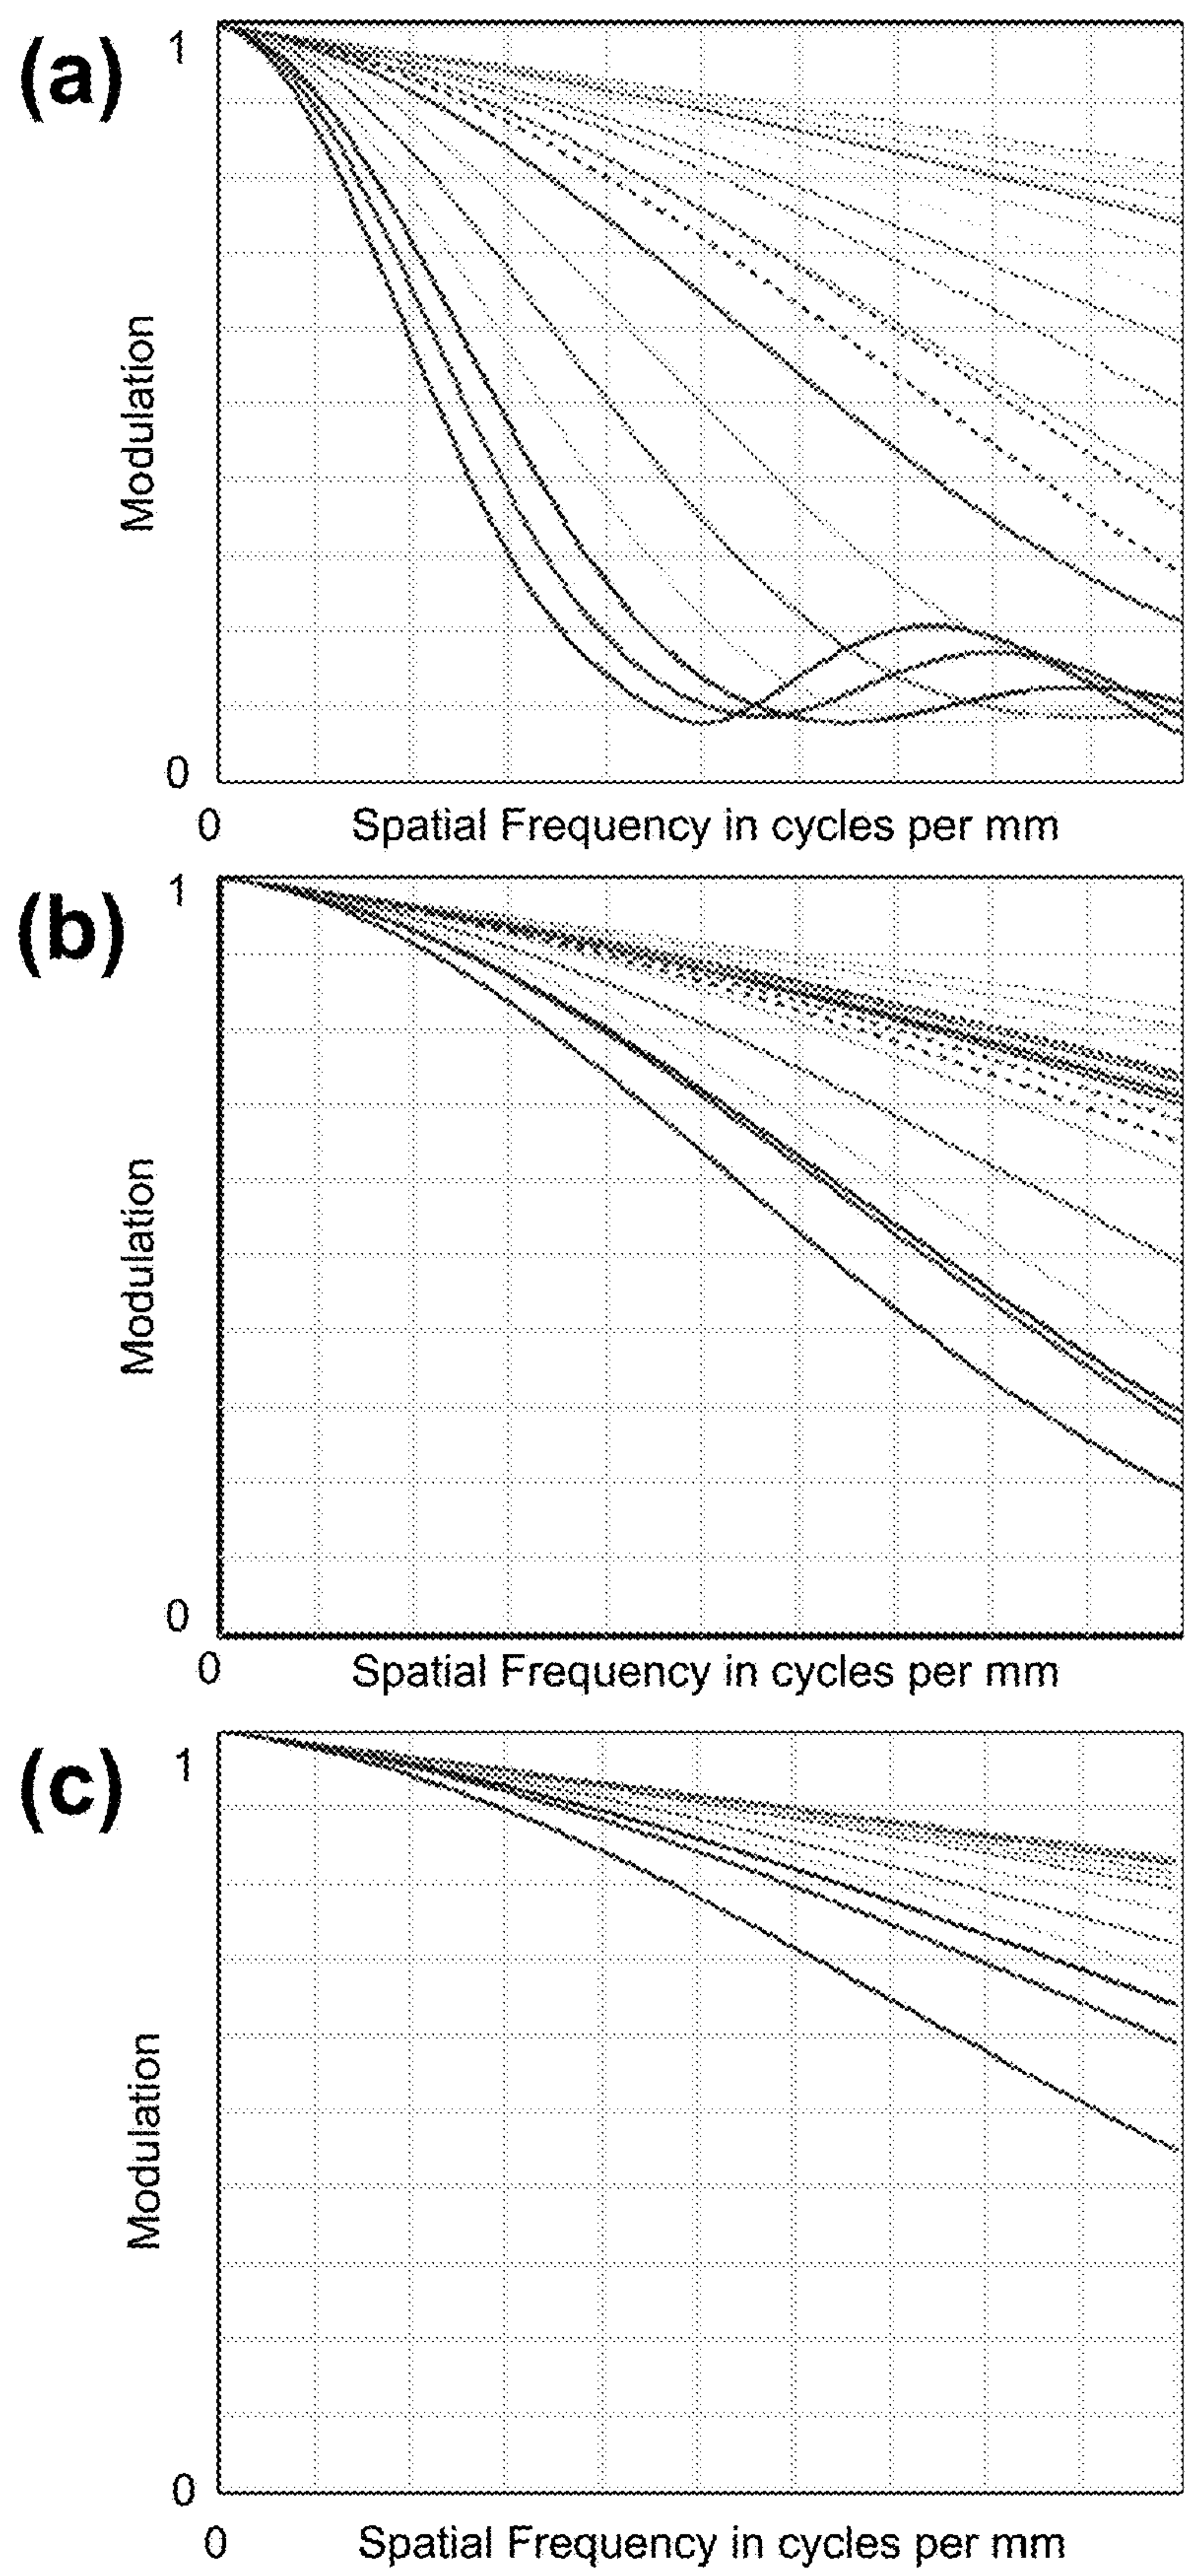 (a)
1
Modulation
0
0
Spatial Frequency in cycles per mm
(b)
1
Modulation
0
0
Spatial Frequency in cycles per mm
(c)
1
Modulation
0
0
Spatial Frequency in cycles per mm